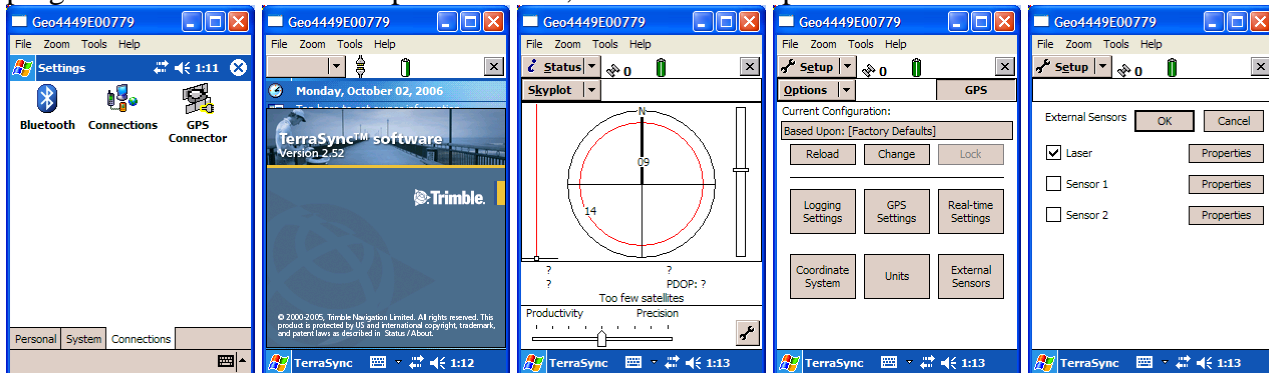 Geo4449E00779
File Zoom Tools Help
Settings 1:11
Bluetooth Connections GPS Connector
Personal System Connections
Geo4449E00779
File Zoom Tools Help
Monday, October 02, 2006
TerraSync™ software
Version 2.52
Trimble.
© 2000-2005, Trimble Navigation Limited. All rights reserved. This
product is protected by US and international copyright, trademark,
and patent laws as described in Status / About.
TerraSync 1:12
Geo4449E00779
File Zoom Tools Help
Status 0
Skyplot
N
09
14
? ?
? PDOP: ?
Too few satellites
Productivity Precision
TerraSync 1:13
Geo4449E00779
File Zoom Tools Help
Setup 0
Options GPS
Current Configuration:
Based Upon: [Factory Defaults]
Reload Change Lock
Logging Settings GPS Settings Real-time Settings
Coordinate System Units External Sensors
TerraSync 1:13
Geo4449E00779
File Zoom Tools Help
Setup 0
External Sensors OK Cancel
Laser Properties
Sensor 1 Properties
Sensor 2 Properties
TerraSync 1:13